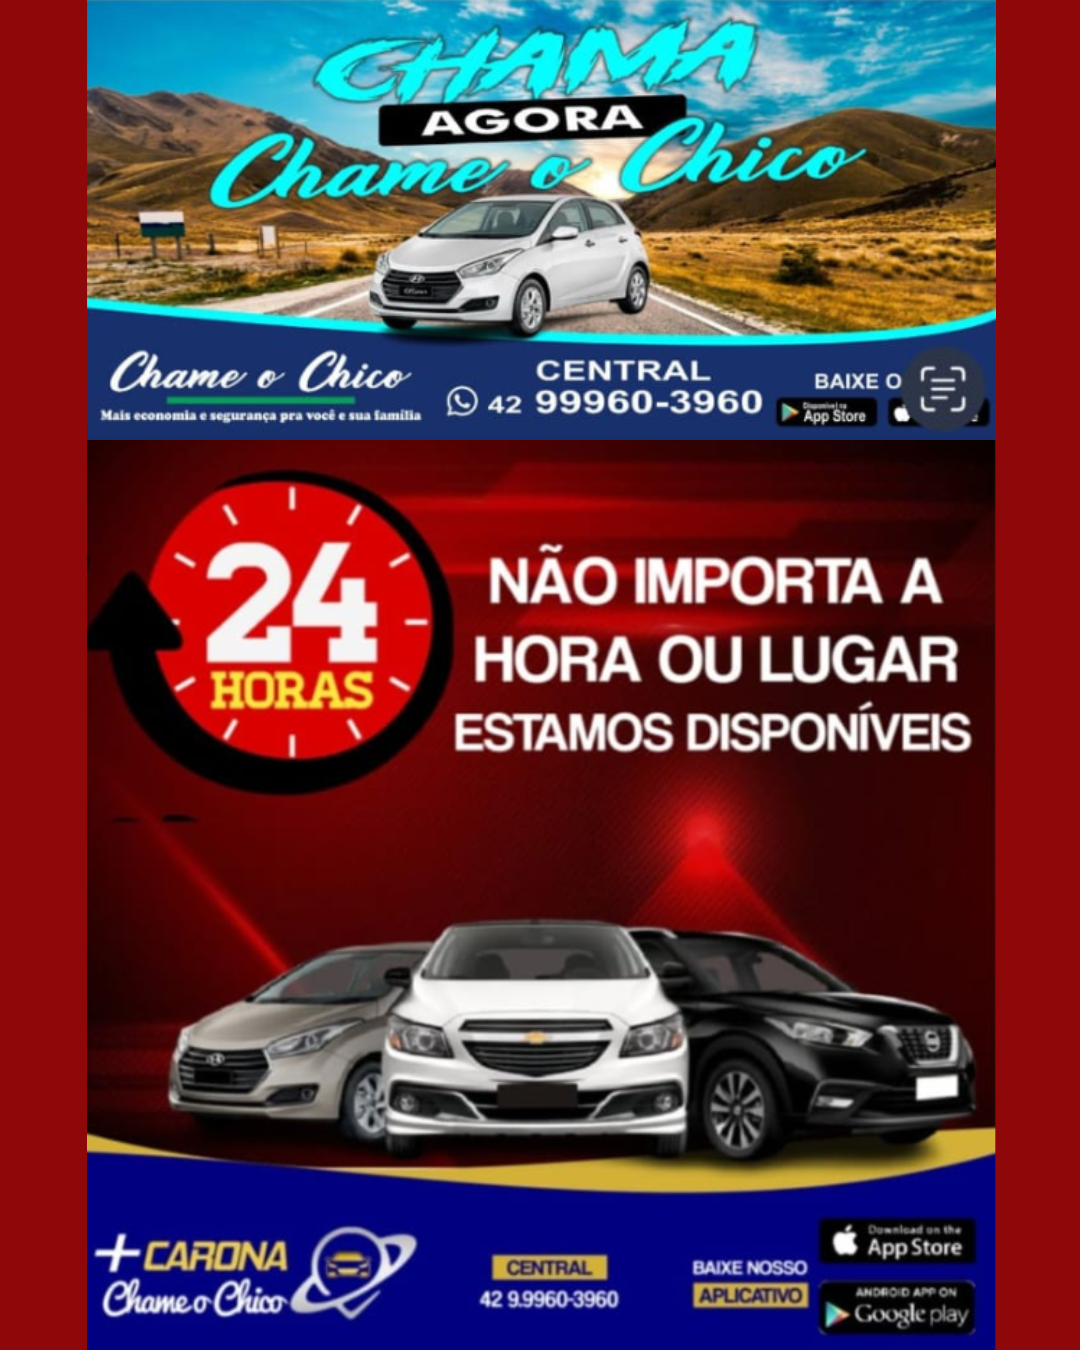 CHAMA
AGORA
Chame o Chico
Chame o Chico
Mais economia e segurança pra você e sua família
CENTRAL
42 99960-3960
BAIXE O
Disponível na
App Store
24
HORAS
NÃO IMPORTA A
HORA OU LUGAR
ESTAMOS DISPONÍVEIS
+CARONA
Chame o Chico
CENTRAL
42 9.9960-3960
BAIXE NOSSO
APLICATIVO
Download on the
App Store
ANDROID APP ON
Google play